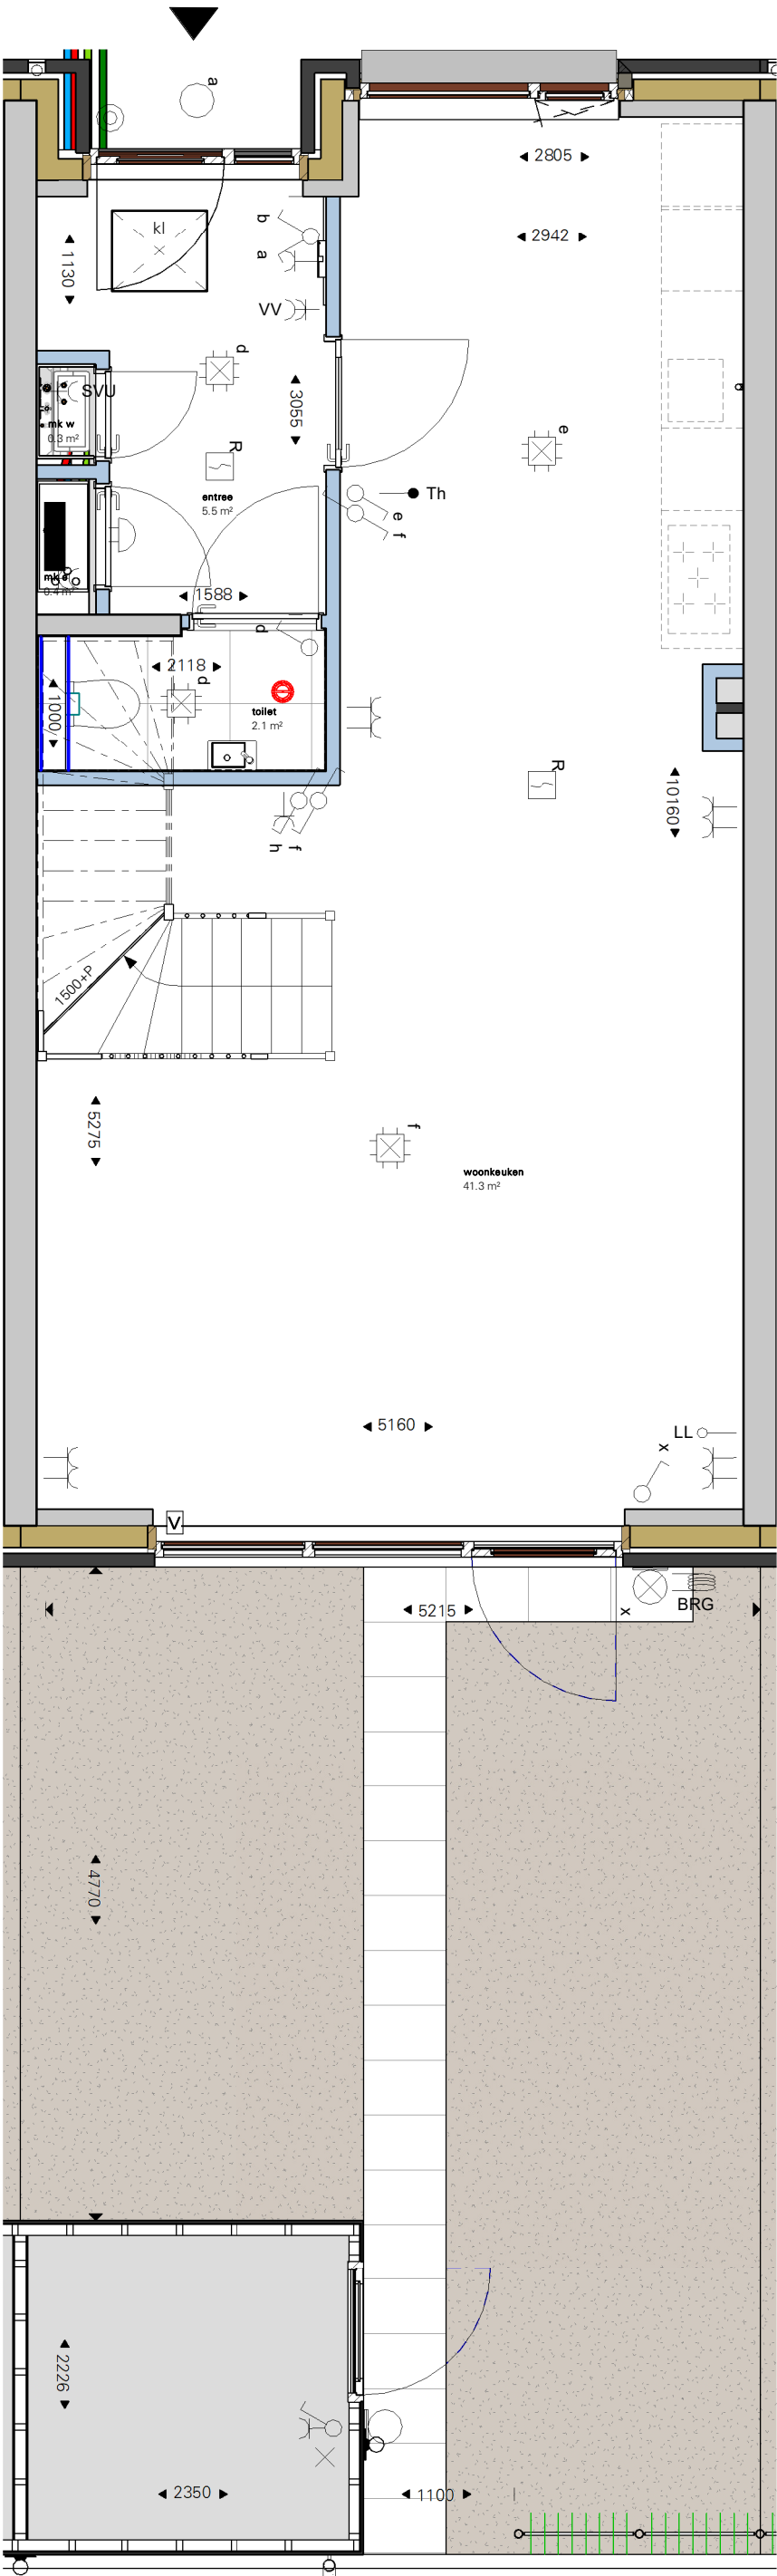 a
2805
2942
kl
b
a
1130
VV
d
3055
SVU
mk w
0.3 m²
e
R
entree
5.5 m²
Th
e
f
mk e
0.4 m²
1588
d
2118
d
1000
toilet
2.1 m²
R
10160
h
f
1500+P
5275
f
woonkeuken
41.3 m²
5160
LL
x
V
5215
x
BRG
4770
2226
2350
1100